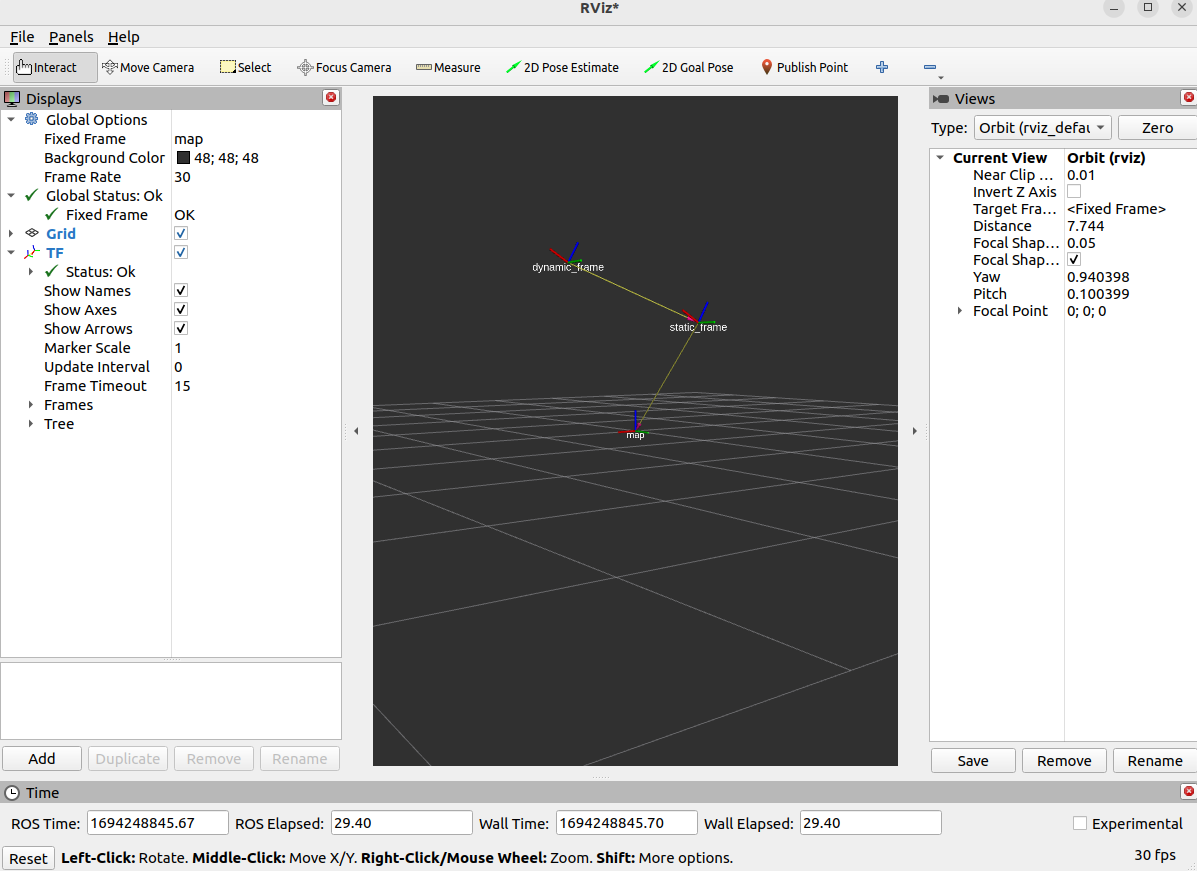 RViz*
File Panels Help
Interact Move Camera Select Focus Camera Measure 2D Pose Estimate 2D Goal Pose Publish Point
Displays
Global Options
Fixed Frame map
Background Color 48; 48; 48
Frame Rate 30
Global Status: Ok
Fixed Frame OK
Grid
TF
Status: Ok
Show Names
Show Axes
Show Arrows
Marker Scale 1
Update Interval 0
Frame Timeout 15
Frames
Tree
Add Duplicate Remove Rename
dynamic_frame
static_frame
map
Views
Type: Orbit (rviz_defau Zero
Current View Orbit (rviz)
Near Clip ... 0.01
Invert Z Axis
Target Fra... <Fixed Frame>
Distance 7.744
Focal Shap... 0.05
Focal Shap...
Yaw 0.940398
Pitch 0.100399
Focal Point 0; 0; 0
Save Remove Rename
Time
ROS Time: 1694248845.67 ROS Elapsed: 29.40 Wall Time: 1694248845.70 Wall Elapsed: 29.40 Experimental
Reset Left-Click: Rotate. Middle-Click: Move X/Y. Right-Click/Mouse Wheel: Zoom. Shift: More options. 30 fps